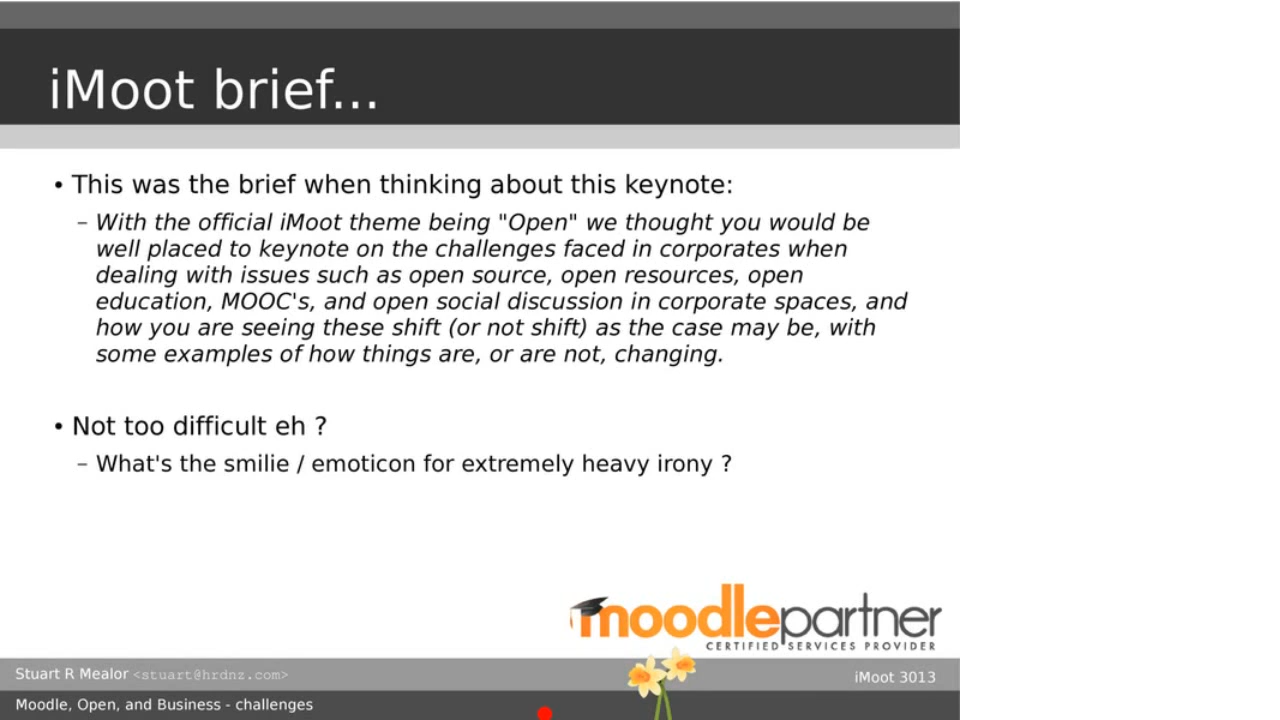 iMoot brief...
• This was the brief when thinking about this keynote:
– With the official iMoot theme being "Open" we thought you would be
well placed to keynote on the challenges faced in corporates when
dealing with issues such as open source, open resources, open
education, MOOC's, and open social discussion in corporate spaces, and
how you are seeing these shift (or not shift) as the case may be, with
some examples of how things are, or are not, changing.
• Not too difficult eh ?
– What's the smilie / emoticon for extremely heavy irony ?
moodlepartner
CERTIFIED SERVICES PROVIDER
Stuart R Mealor <stuart@hrdnz.com>
iMoot 3013
Moodle, Open, and Business - challenges